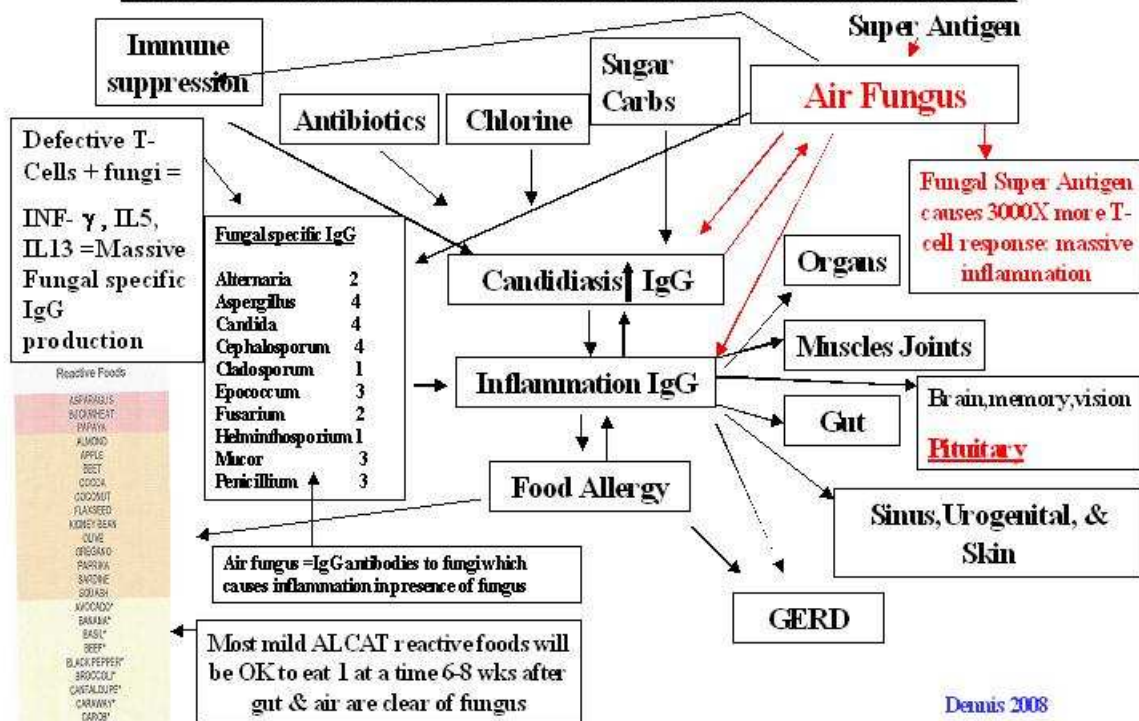 Super Antigen
Immune
suppression
Sugar
Carbs
Air Fungus
Antibiotics
Chlorine
Defective T-
Cells + fungi =
INF- γ, IL5,
IL13 =Massive
Fungal specific
IgG
production
Fungal specific IgG
Alternaria 2
Aspergillus 4
Candida 4
Cephalosporum 4
Cladosporum 1
Epococcum 3
Fusarium 2
Helminthosporium 1
Mucor 3
Penicillium 3
Fungal Super Antigen
causes 3000X more T-
cell response: massive
inflammation
Candidiasis IgG
Organs
Muscles Joints
Inflammation IgG
Brain,memory,vision
Pituitary
Gut
Food Allergy
Sinus,Urogenital, &
Skin
GERD
Reactive Foods
ASPARAGUS
BUCKWHEAT
PAPAYA
ALMOND
APPLE
BEET
COCOA
COCONUT
FLAXSEED
KIDNEY BEAN
OLIVE
OREGANO
PAPRIKA
SARDINE
SQUASH
AVOCADO*
BANANA*
BASIL*
BEEF*
BLACK PEPPER*
BROCCOLI*
CANTALOUPE*
CARAWAY*
CAROB*
Air fungus =IgG antibodies to fungi which
causes inflammation in presence of fungus
Most mild ALCAT reactive foods will
be OK to eat 1 at a time 6-8 wks after
gut & air are clear of fungus
Dennis 2008